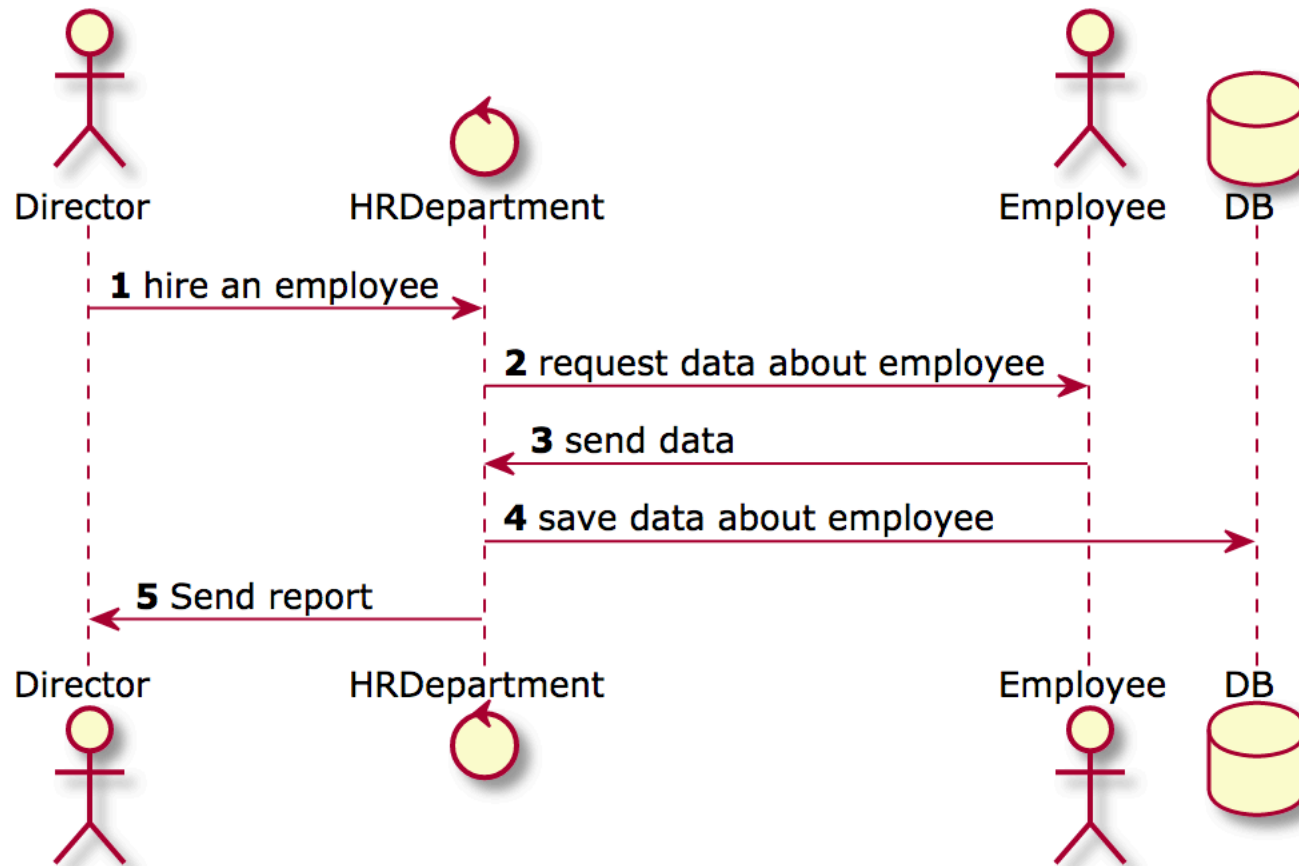 Director HRDepartment Employee DB
1 hire an employee
2 request data about employee
3 send data
4 save data about employee
5 Send report
Director HRDepartment Employee DB